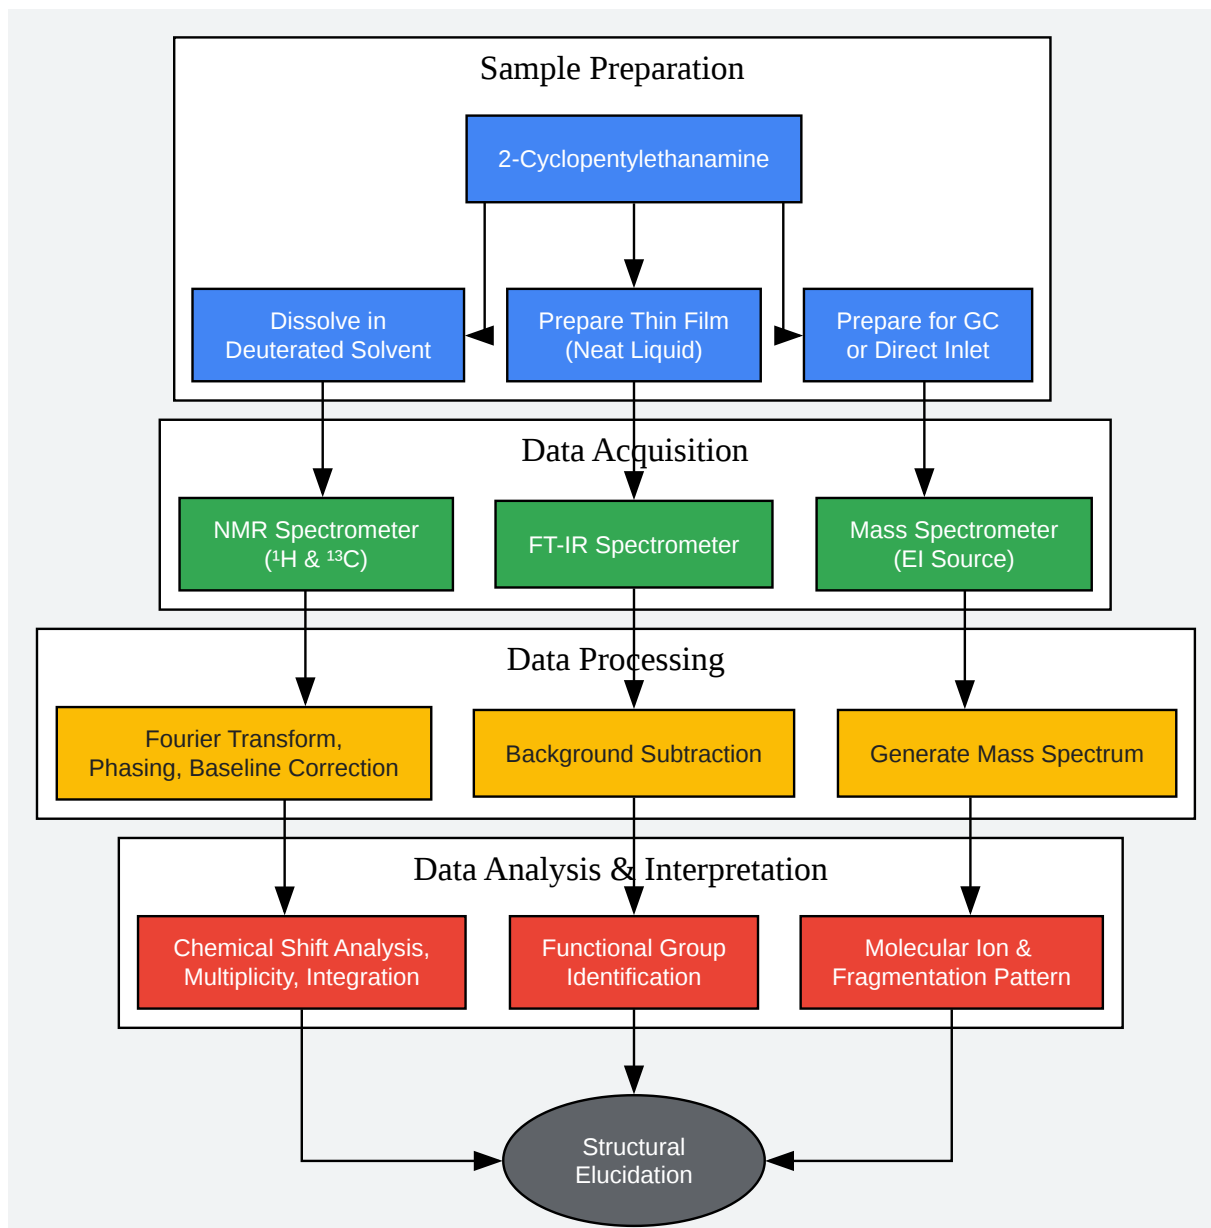 Sample Preparation
2-Cyclopentylethanamine
Dissolve in
Deuterated Solvent
Prepare Thin Film
(Neat Liquid)
Prepare for GC
or Direct Inlet
Data Acquisition
NMR Spectrometer
(¹H & ¹³C)
FT-IR Spectrometer
Mass Spectrometer
(EI Source)
Data Processing
Fourier Transform,
Phasing, Baseline Correction
Background Subtraction
Generate Mass Spectrum
Data Analysis & Interpretation
Chemical Shift Analysis,
Multiplicity, Integration
Functional Group
Identification
Molecular Ion &
Fragmentation Pattern
Structural
Elucidation